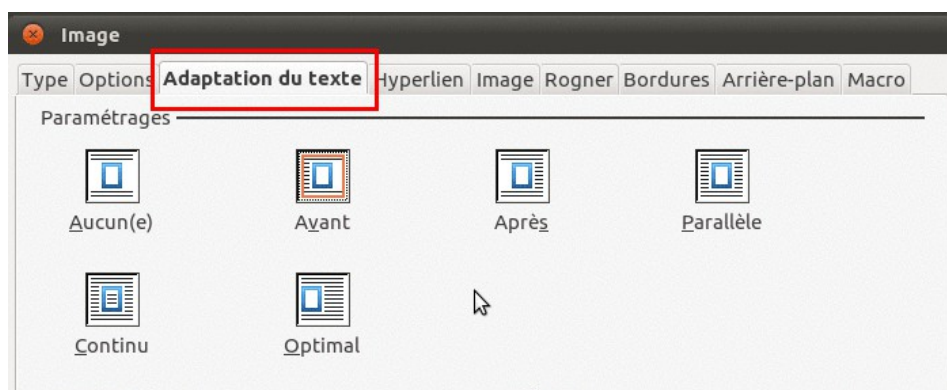 Image
Type Options Adaptation du texte Hyperlien Image Rogner Bordures Arrière-plan Macro
Paramétrages
Aucun(e) Avant Après Parallèle
Continu Optimal